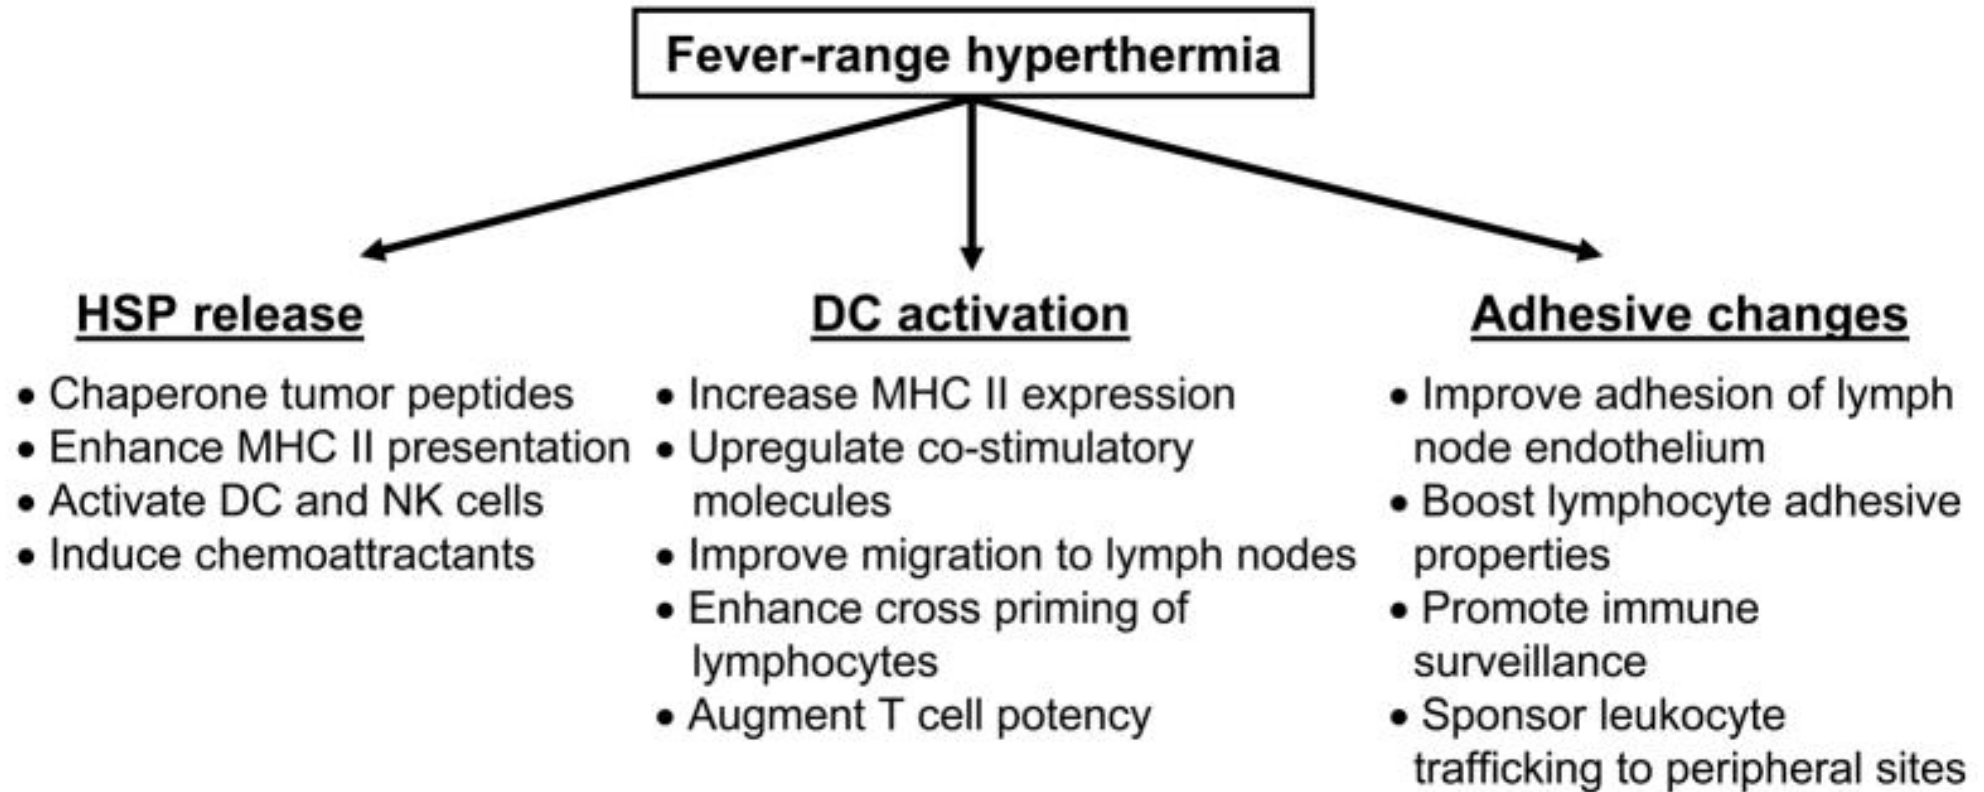 Fever-range hyperthermia
HSP release
• Chaperone tumor peptides
• Enhance MHC II presentation
• Activate DC and NK cells
• Induce chemoattractants
DC activation
• Increase MHC II expression
• Upregulate co-stimulatory
molecules
• Improve migration to lymph nodes
• Enhance cross priming of
lymphocytes
• Augment T cell potency
Adhesive changes
• Improve adhesion of lymph
node endothelium
• Boost lymphocyte adhesive
properties
• Promote immune
surveillance
• Sponsor leukocyte
trafficking to peripheral sites